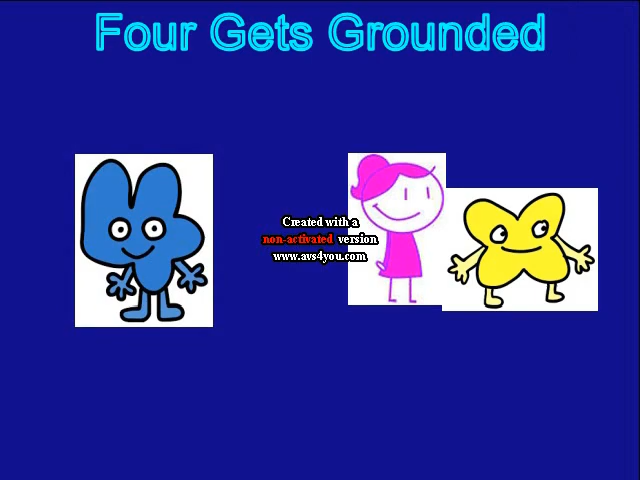 Four Gets Grounded
Created with a
non-activated version
www.avs4you.com